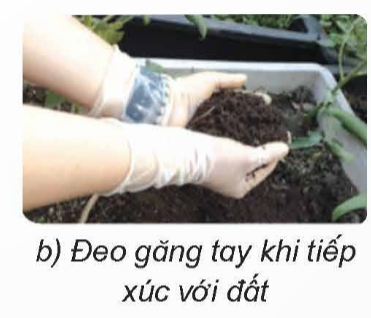 b) Đeo găng tay khi tiếp
xúc với đất